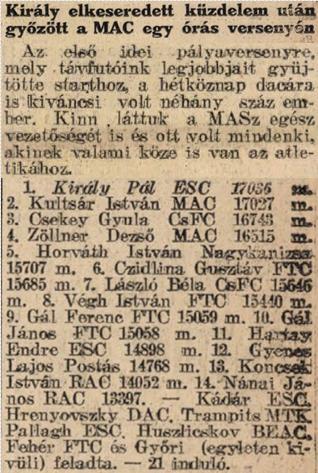 Király elkeseredett küzdelem után
győzött a MAC egy órás versenyén
Az első idei pályaversenyre,
mely távfutóink legjobbjait gyüj-
tötte starthoz, a hétköznap dacára
is kiváncsi volt néhány száz em-
ber. Kinn láttuk a MASz egész
vezetőségét is és ott volt mindenki,
akinek valami köze is van az atle-
tikához.
1. Király Pál ESC 17036 m.
2. Kultsár István MAC 17027 m.
3. Csekey Gyula CsFC 16743 m.
4. Zöllner Dezső MAC 16515 m.
5. Horváth István Nagykanizsa
15707 m. 6. Czidlina Gusztáv FTC
15685 m. 7. László Béla CsFC 15646
m. 8. Végh István FTC 15440 m.
9. Gál Ferenc FTC 15059 m. 10. Gál
János FTC 15058 m. 11. Hartay
Endre ESC 14898 m. 12. Gyenes
Lajos Postás 14768 m. 13. Koncsek
István RAC 14052 m. 14. Nánai Já-
nos RAC 13397. — Kádár ESC,
Hrenyovszky DAC, Trampits MTK,
Pallagh ESC, Huszlicskov BEAC,
Fehér FTC és Győri (egyleten ki-
vüli) feladta. — 21 induló.